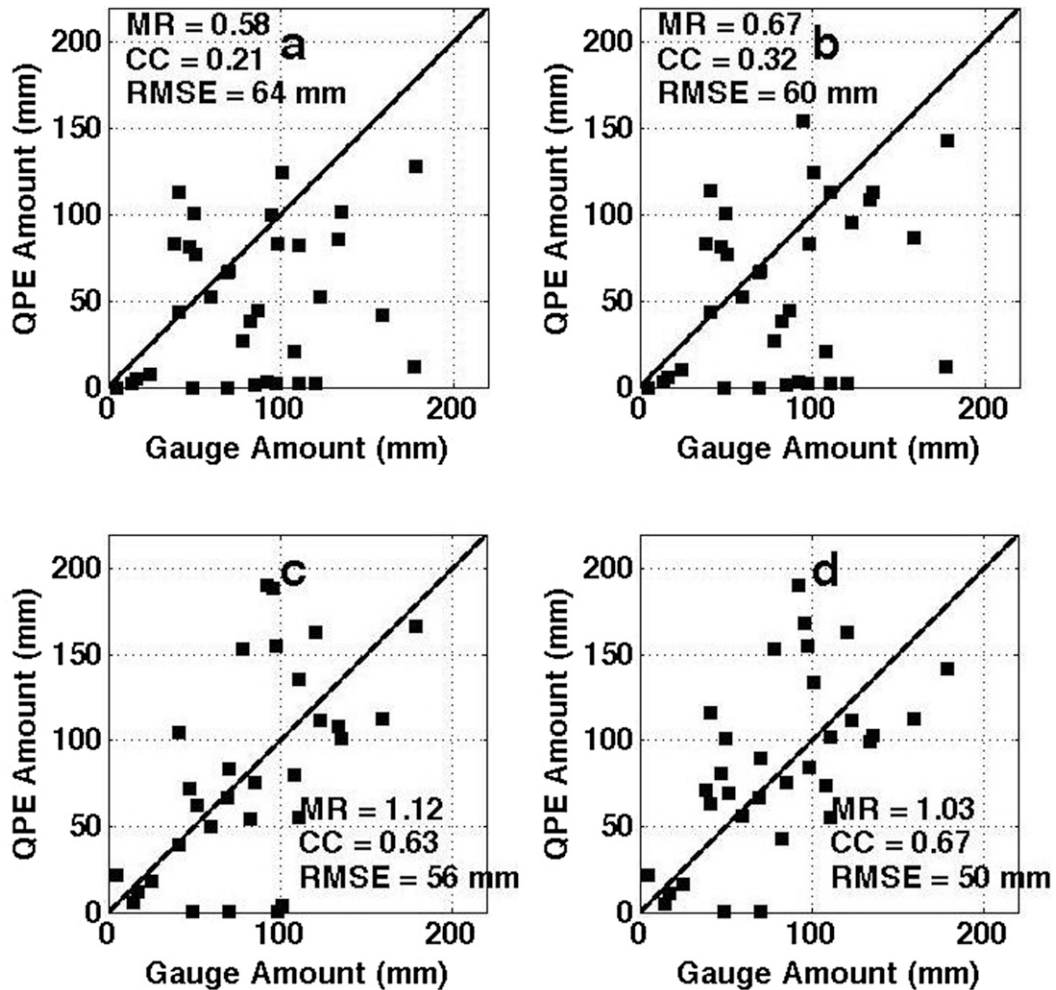 MR = 0.58
CC = 0.21
RMSE = 64 mm
a
QPE Amount (mm)
200
150
100
50
0
0 100 200
Gauge Amount (mm)
MR = 0.67
CC = 0.32
RMSE = 60 mm
b
QPE Amount (mm)
200
150
100
50
0
0 100 200
Gauge Amount (mm)
c
QPE Amount (mm)
200
150
100
50
0
MR = 1.12
CC = 0.63
RMSE = 56 mm
0 100 200
Gauge Amount (mm)
d
QPE Amount (mm)
200
150
100
50
0
MR = 1.03
CC = 0.67
RMSE = 50 mm
0 100 200
Gauge Amount (mm)